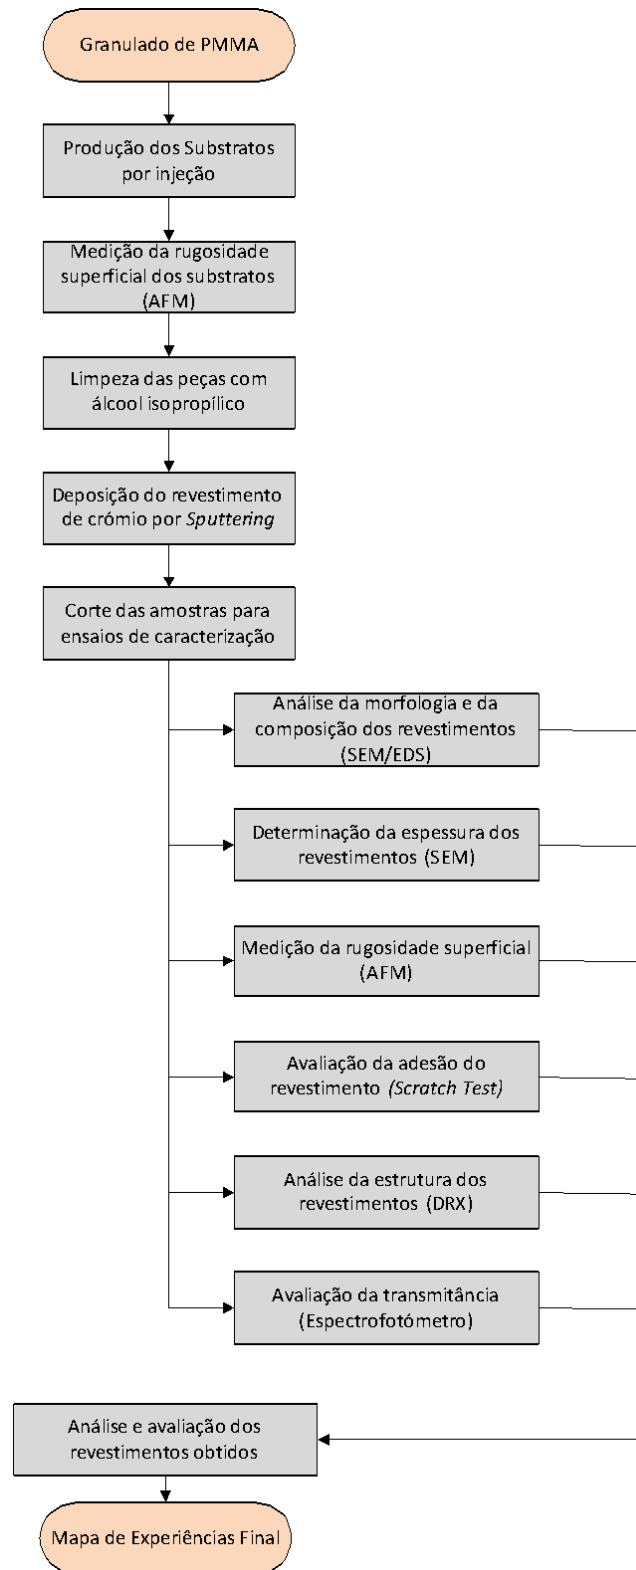 Granulado de PMMA
Produção dos Substratos
por injeção
Medição da rugosidade
superficial dos substratos
(AFM)
Limpeza das peças com
álcool isopropílico
Deposição do revestimento
de crómio por Sputtering
Corte das amostras para
ensaios de caracterização
Análise da morfologia e da
composição dos revestimentos
(SEM/EDS)
Determinação da espessura dos
revestimentos (SEM)
Medição da rugosidade superficial
(AFM)
Avaliação da adesão do
revestimento (Scratch Test)
Análise da estrutura dos
revestimentos (DRX)
Avaliação da transmitância
(Espectrofotómetro)
Análise e avaliação dos
revestimentos obtidos
Mapa de Experiências Final